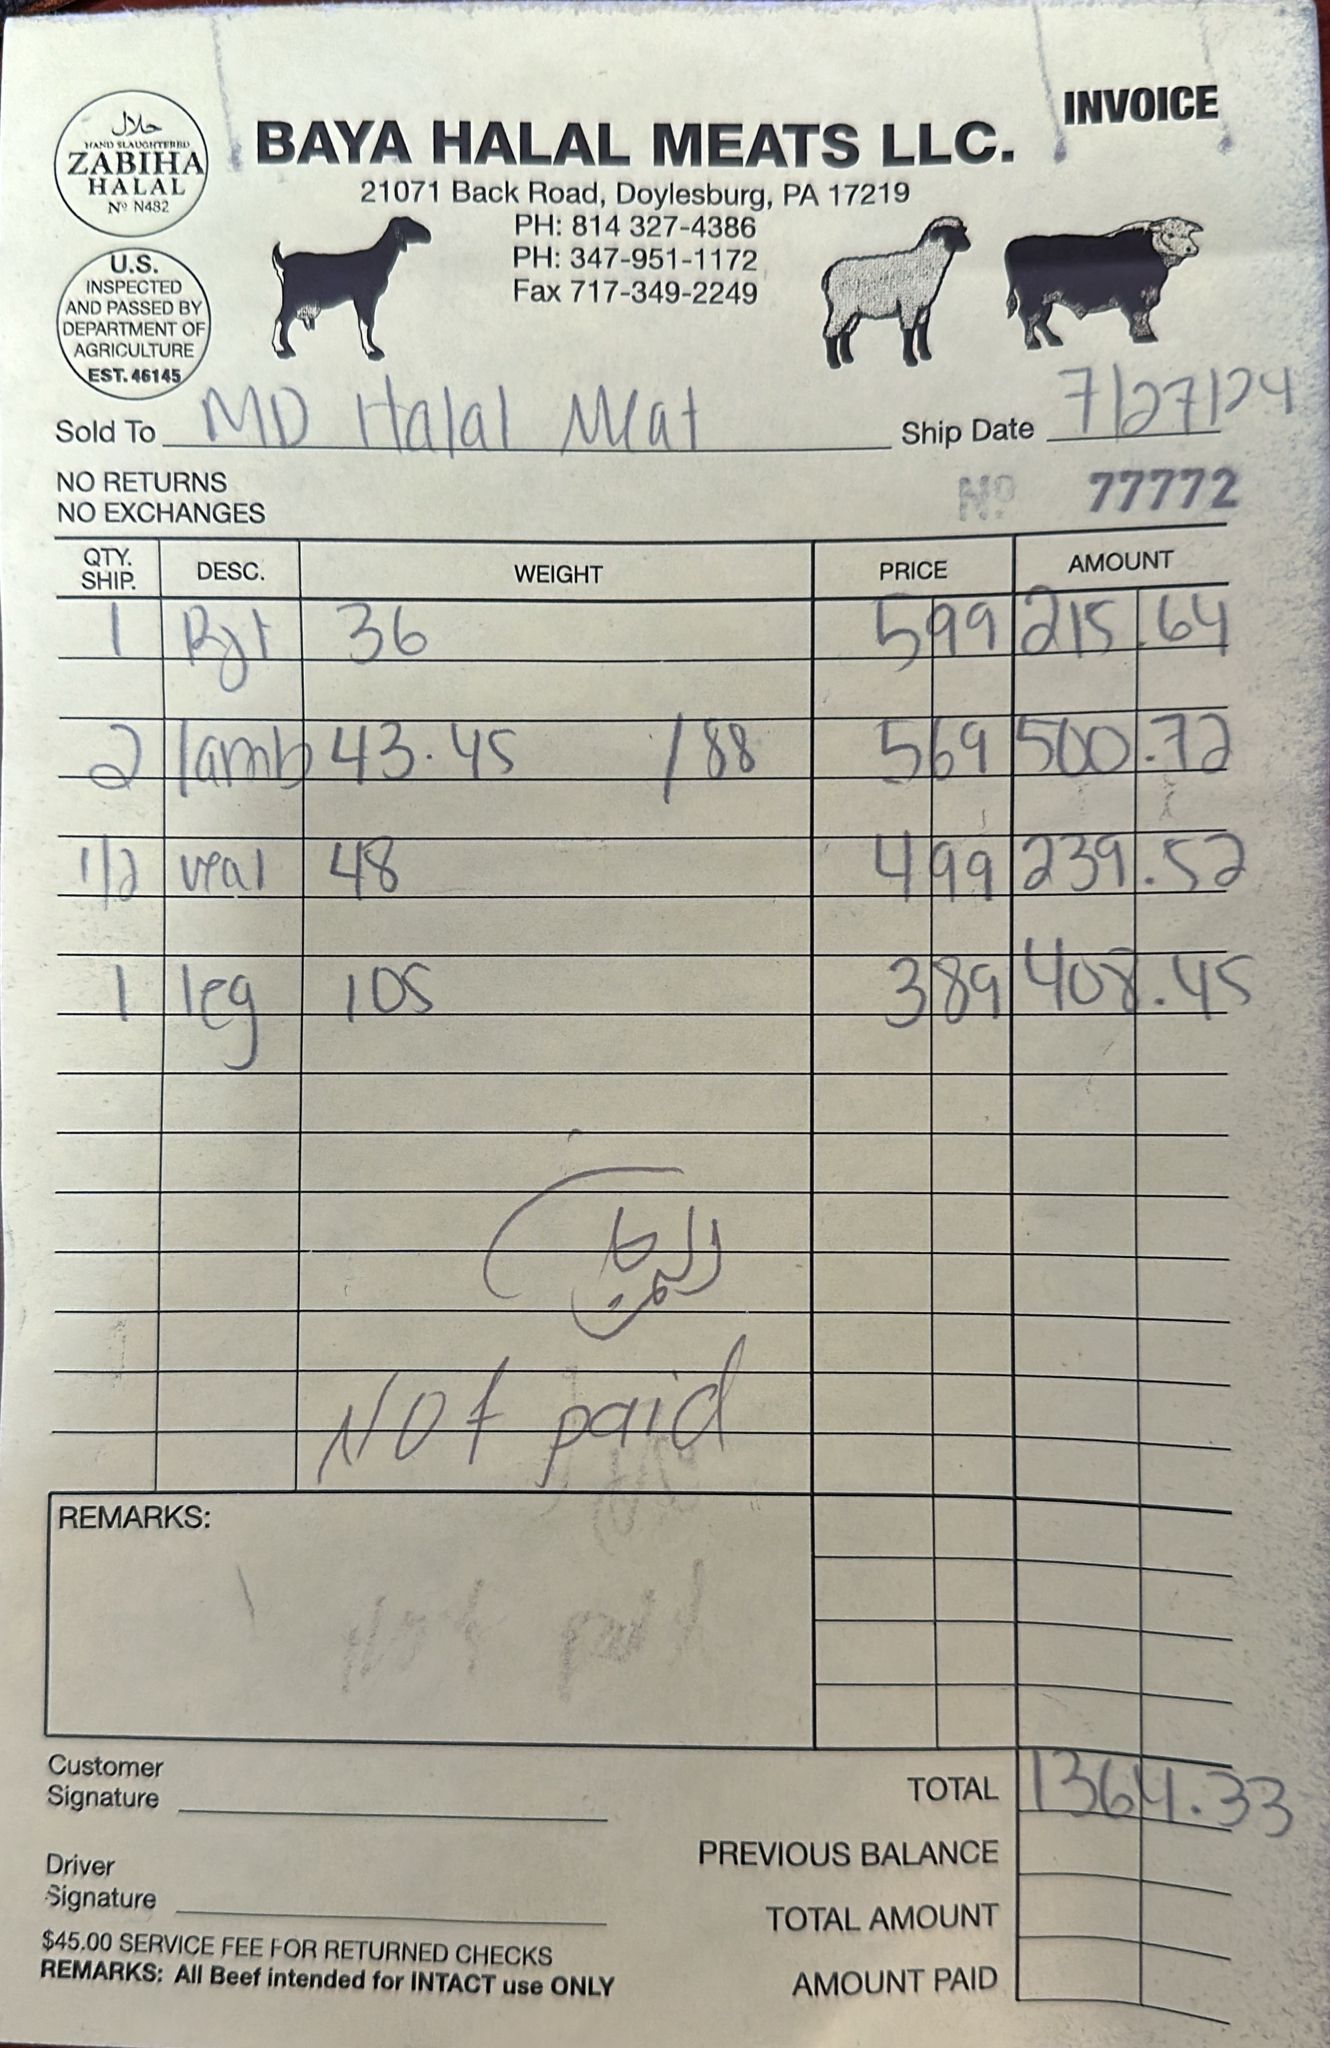 حلال
HAND SLAUGHTERED
ZABIHA
HALAL
Nº N482
INVOICE
BAYA HALAL MEATS LLC.
21071 Back Road, Doylesburg, PA 17219
PH: 814 327-4386
PH: 347-951-1172
Fax 717-349-2249
U.S.
INSPECTED
AND PASSED BY
DEPARTMENT OF
AGRICULTURE
EST. 46145
Sold To MD Halal Meat Ship Date 7/27/24
NO RETURNS
NO EXCHANGES
Nº 77772
QTY. SHIP. DESC. WEIGHT PRICE AMOUNT
1 36 5 99 215.64
2 lamb 43.45 /88 5 69 500.72
1/2 veal 48 4 99 239.52
1 leg 105 3 89 408.45
Not paid
REMARKS:
Not paid
Customer
Signature
TOTAL 1364.33
PREVIOUS BALANCE
Driver
Signature
TOTAL AMOUNT
$45.00 SERVICE FEE FOR RETURNED CHECKS
REMARKS: All Beef intended for INTACT use ONLY
AMOUNT PAID